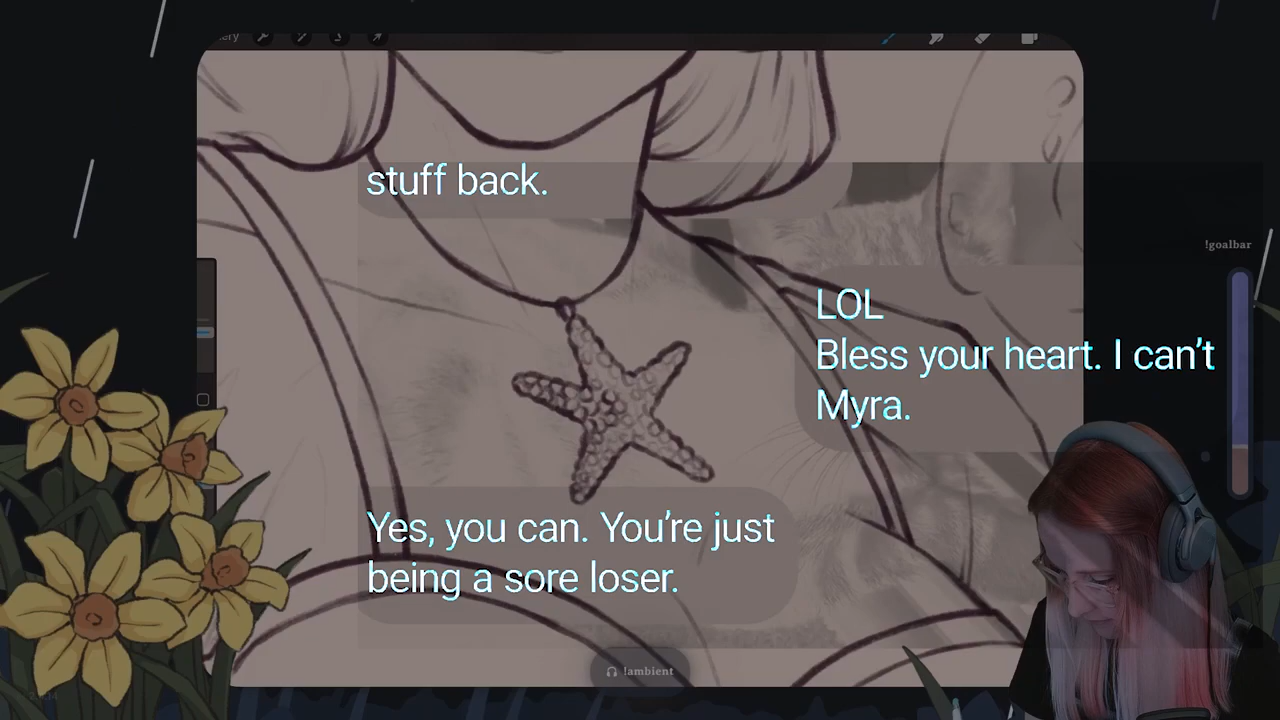 ery
stuff back.
!goalbar
LOL
Bless your heart. I can’t
Myra.
Yes, you can. You’re just
being a sore loser.
!ambient